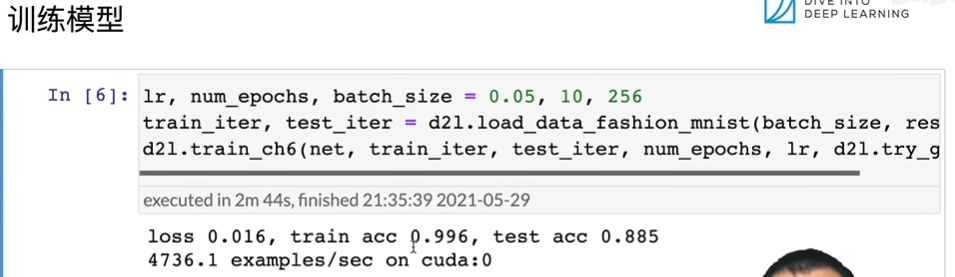 训练模型
DIVE INTO
DEEP LEARNING
In [6]:
lr, num_epochs, batch_size = 0.05, 10, 256
train_iter, test_iter = d2l.load_data_fashion_mnist(batch_size, res
d2l.train_ch6(net, train_iter, test_iter, num_epochs, lr, d2l.try_g
executed in 2m 44s, finished 21:35:39 2021-05-29
loss 0.016, train acc 0.996, test acc 0.885
4736.1 examples/sec on cuda:0